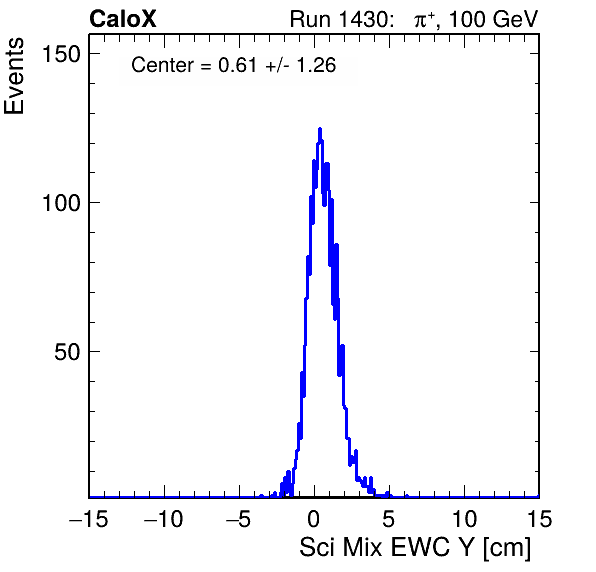 CaloX Run 1430: π⁺, 100 GeV
Center = 0.61 +/- 1.26
Events
150
100
50
−15 −10 −5 0 5 10 15
Sci Mix EWC Y [cm]